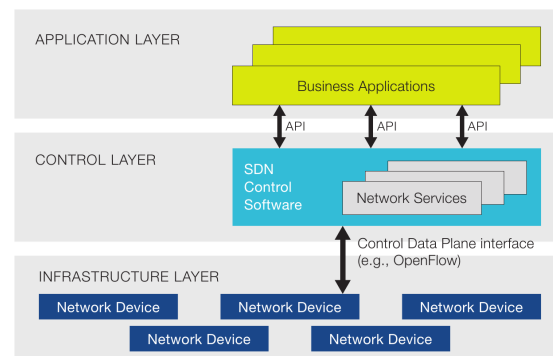 APPLICATION LAYER
Business Applications
API
API
API
CONTROL LAYER
SDN
Control
Software
Network Services
Control Data Plane interface
(e.g., OpenFlow)
INFRASTRUCTURE LAYER
Network Device
Network Device
Network Device
Network Device
Network Device